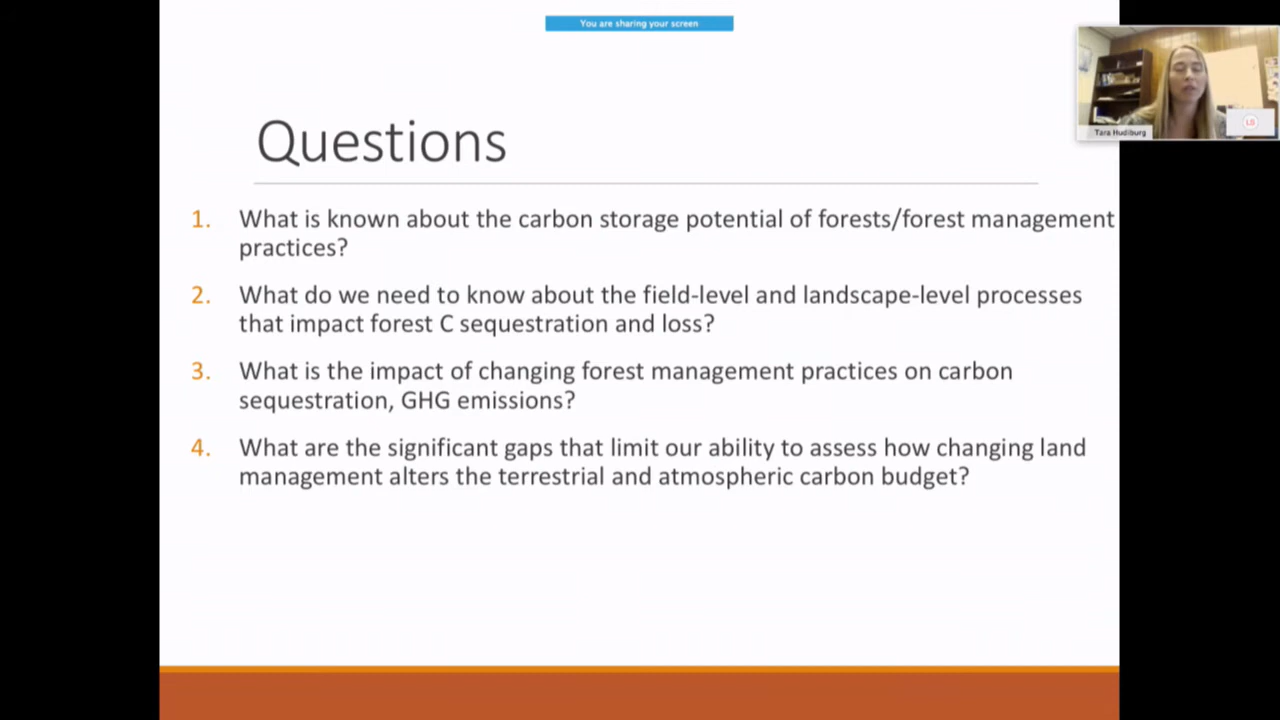 You are sharing your screen
Questions
1. What is known about the carbon storage potential of forests/forest management
practices?
2. What do we need to know about the field-level and landscape-level processes
that impact forest C sequestration and loss?
3. What is the impact of changing forest management practices on carbon
sequestration, GHG emissions?
4. What are the significant gaps that limit our ability to assess how changing land
management alters the terrestrial and atmospheric carbon budget?
Tara Hudiburg
LS